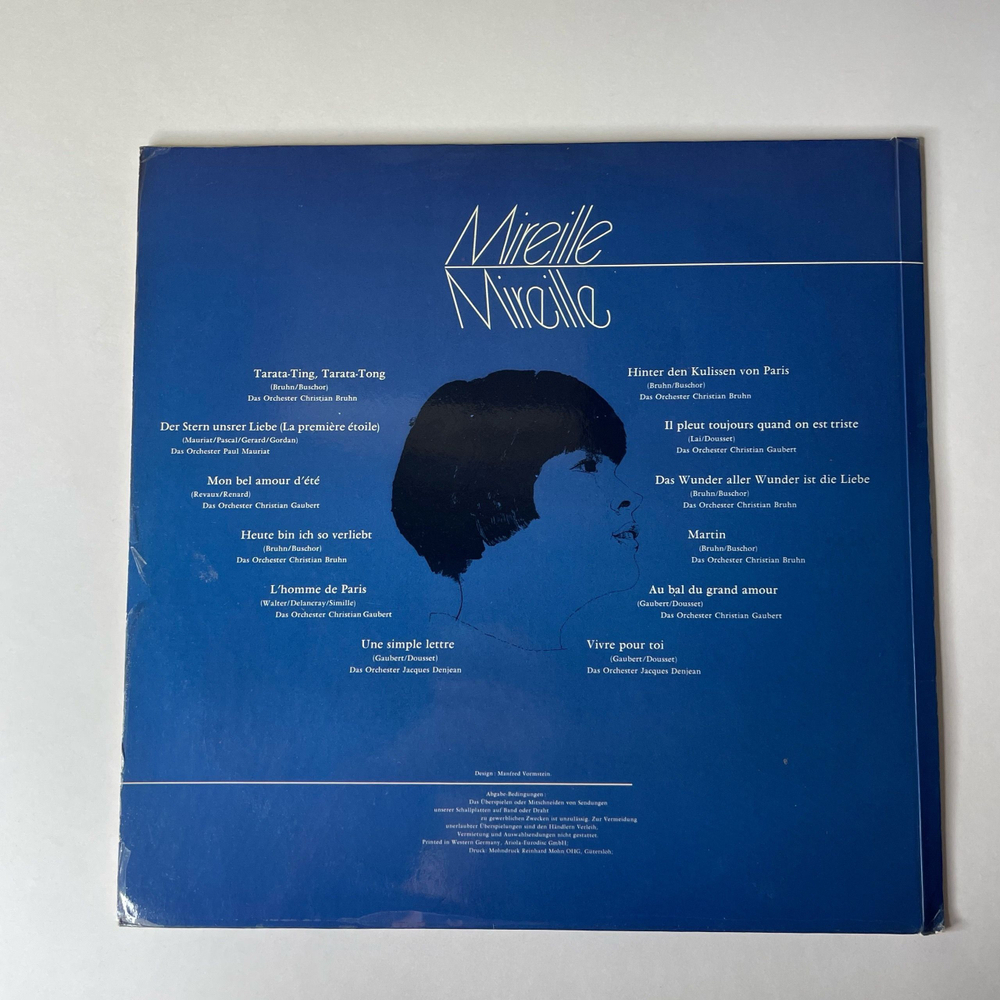 Mireille
Mireille
Tarata-Ting, Tarata-Tong
(Bruhn/Buschor)
Das Orchester Christian Bruhn
Der Stern unsrer Liebe (La première étoile)
(Mauriat/Pascal/Gerard/Gordan)
Das Orchester Paul Mauriat
Mon bel amour d'été
(Revaux/Renard)
Das Orchester Christian Gaubert
Heute bin ich so verliebt
(Bruhn/Buschor)
Das Orchester Christian Bruhn
L'homme de Paris
(Walter/Delancray/Simille)
Das Orchester Christian Gaubert
Une simple lettre
(Gaubert/Dousset)
Das Orchester Jacques Denjean
Hinter den Kulissen von Paris
(Bruhn/Buschor)
Das Orchester Christian Bruhn
Il pleut toujours quand on est triste
(Lai/Dousset)
Das Orchester Christian Gaubert
Das Wunder aller Wunder ist die Liebe
(Bruhn/Buschor)
Das Orchester Christian Bruhn
Martin
(Bruhn/Buschor)
Das Orchester Christian Bruhn
Au bal du grand amour
(Gaubert/Dousset)
Das Orchester Christian Gaubert
Vivre pour toi
(Gaubert/Dousset)
Das Orchester Jacques Denjean
Design: Manfred Vormstein.
Abgabe-Bedingungen:
Das Überspielen oder Mitschneiden von Sendungen
unserer Schallplatten auf Band oder Draht
zu gewerblichen Zwecken ist unzulässig. Zur Vermeidung
unerlaubter Überspielungen sind den Händlern Verleih,
Vermietung und Auswahlsendungen nicht gestattet.
Printed in Western Germany, Ariola-Eurodisc GmbH;
Druck: Mohndruck Reinhard Mohn OHG, Gütersloh;